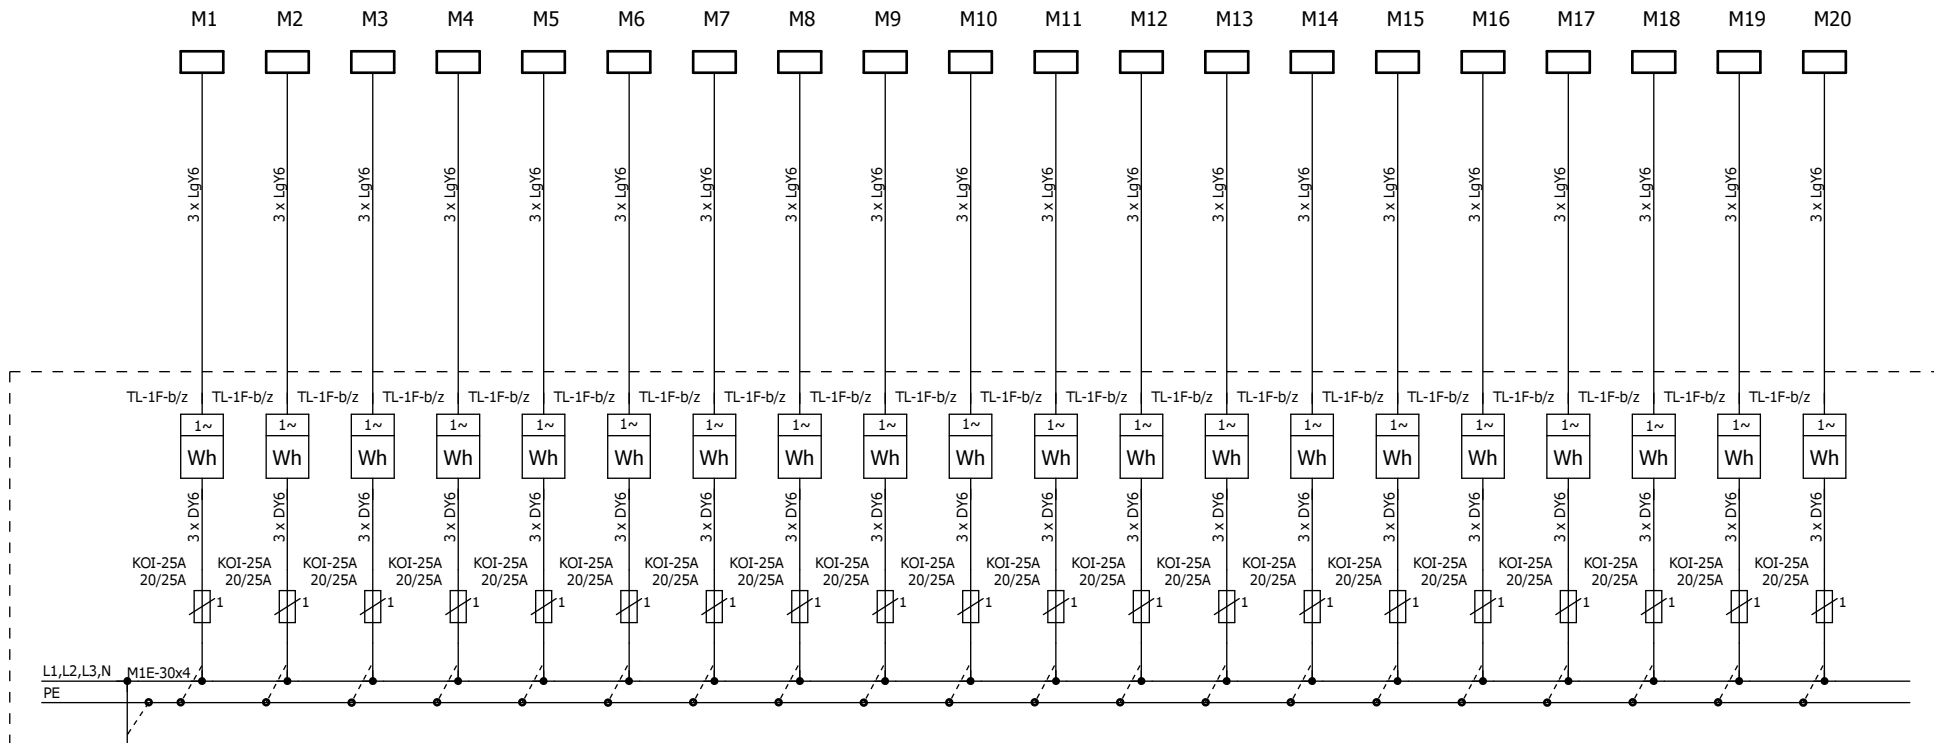 M1 M2 M3 M4 M5 M6 M7 M8 M9 M10 M11 M12 M13 M14 M15 M16 M17 M18 M19 M20
3 x LgY6 3 x LgY6 3 x LgY6 3 x LgY6 3 x LgY6 3 x LgY6 3 x LgY6 3 x LgY6 3 x LgY6 3 x LgY6 3 x LgY6 3 x LgY6 3 x LgY6 3 x LgY6 3 x LgY6 3 x LgY6 3 x LgY6 3 x LgY6 3 x LgY6 3 x LgY6
TL-1F-b/z TL-1F-b/z TL-1F-b/z TL-1F-b/z TL-1F-b/z TL-1F-b/z TL-1F-b/z TL-1F-b/z TL-1F-b/z TL-1F-b/z TL-1F-b/z TL-1F-b/z TL-1F-b/z TL-1F-b/z TL-1F-b/z TL-1F-b/z TL-1F-b/z TL-1F-b/z TL-1F-b/z TL-1F-b/z
1~ 1~ 1~ 1~ 1~ 1~ 1~ 1~ 1~ 1~ 1~ 1~ 1~ 1~ 1~ 1~ 1~ 1~ 1~ 1~
Wh Wh Wh Wh Wh Wh Wh Wh Wh Wh Wh Wh Wh Wh Wh Wh Wh Wh Wh Wh
3 x DY6 3 x DY6 3 x DY6 3 x DY6 3 x DY6 3 x DY6 3 x DY6 3 x DY6 3 x DY6 3 x DY6 3 x DY6 3 x DY6 3 x DY6 3 x DY6 3 x DY6 3 x DY6 3 x DY6 3 x DY6 3 x DY6 3 x DY6
KOI-25A KOI-25A KOI-25A KOI-25A KOI-25A KOI-25A KOI-25A KOI-25A KOI-25A KOI-25A KOI-25A KOI-25A KOI-25A KOI-25A KOI-25A KOI-25A KOI-25A KOI-25A KOI-25A KOI-25A
20/25A 20/25A 20/25A 20/25A 20/25A 20/25A 20/25A 20/25A 20/25A 20/25A 20/25A 20/25A 20/25A 20/25A 20/25A 20/25A 20/25A 20/25A 20/25A 20/25A
1 1 1 1 1 1 1 1 1 1 1 1 1 1 1 1 1 1 1 1
L1,L2,L3,N M1E-30x4
PE